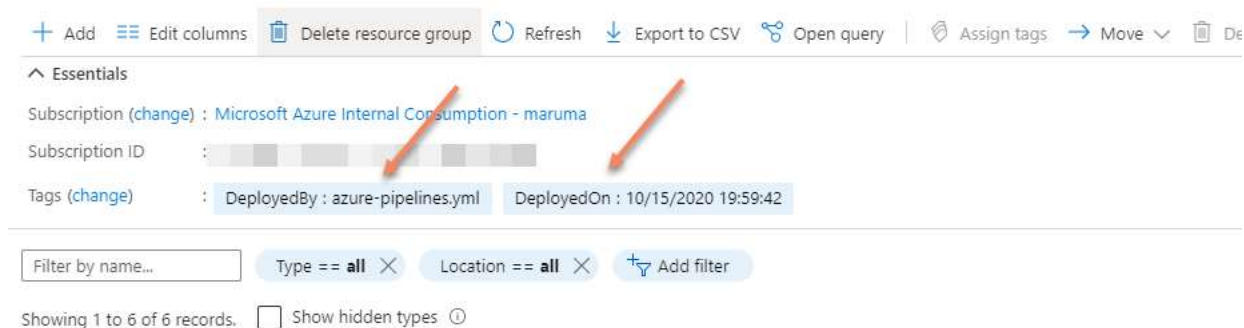 Add Edit columns Delete resource group Refresh Export to CSV Open query Assign tags Move
Essentials
Subscription (change) : Microsoft Azure Internal Consumption - maruma
Subscription ID :
Tags (change) : DeployedBy : azure-pipelines.yml DeployedOn : 10/15/2020 19:59:42
Filter by name... Type == all Location == all Add filter
Showing 1 to 6 of 6 records. Show hidden types